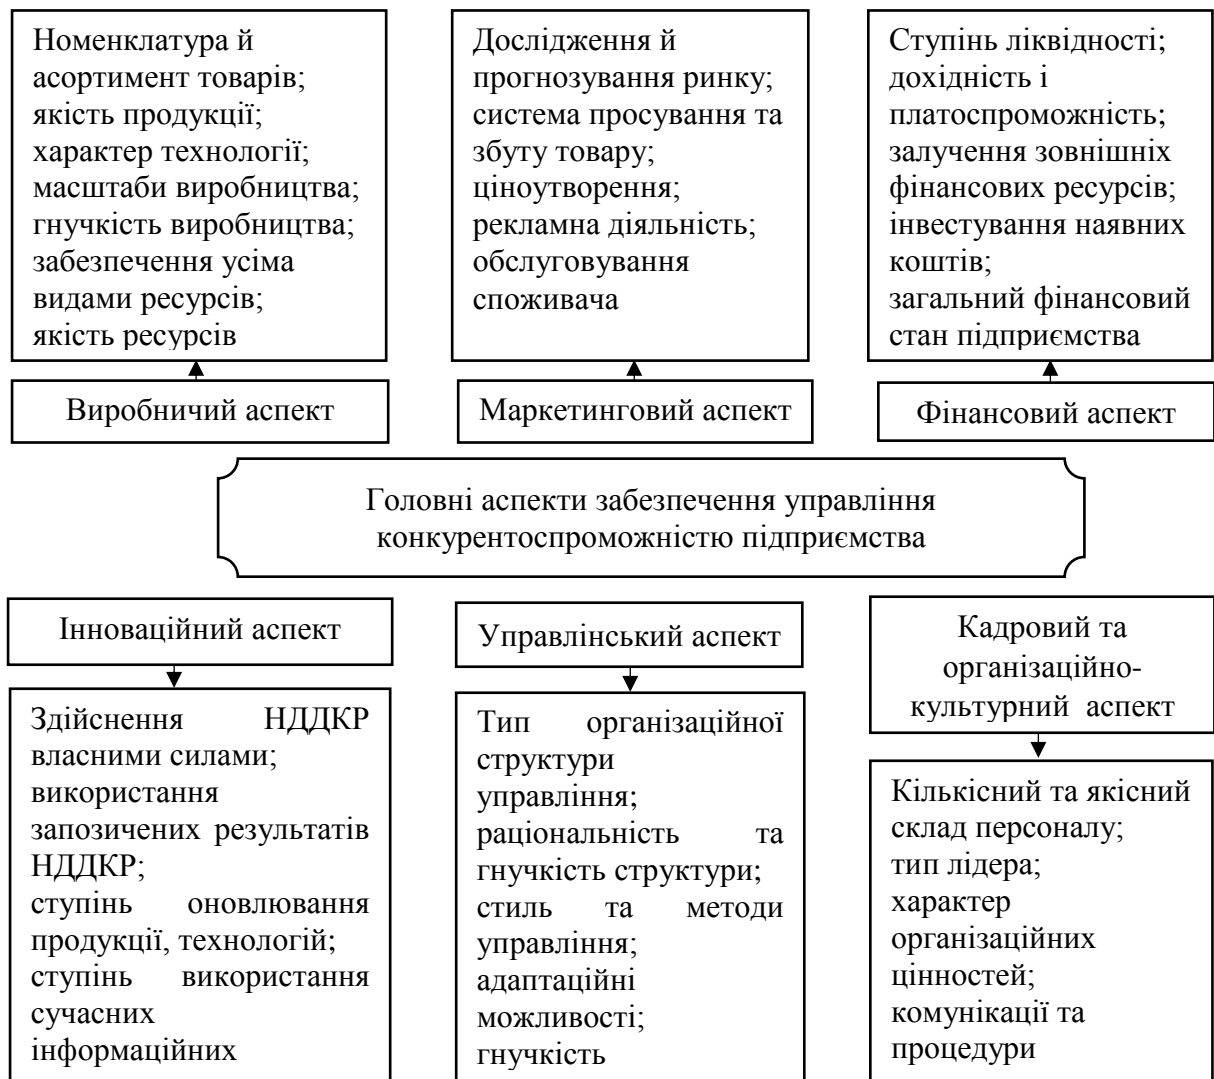 Номенклатура й
асортимент товарів;
якість продукції;
характер технології;
масштаби виробництва;
гнучкість виробництва;
забезпечення усіма
видами ресурсів;
якість ресурсів
Дослідження й
прогнозування ринку;
система просування та
збуту товару;
ціноутворення;
рекламна діяльність;
обслуговування
споживача
Ступінь ліквідності;
дохідність і
платоспроможність;
залучення зовнішніх
фінансових ресурсів;
інвестування наявних
коштів;
загальний фінансовий
стан підприємства
Виробничий аспект
Маркетинговий аспект
Фінансовий аспект
Головні аспекти забезпечення управління
конкурентоспроможністю підприємства
Інноваційний аспект
Управлінський аспект
Кадровий та
організаційно-
культурний аспект
Здійснення НДДКР
власними силами;
використання
запозичених результатів
НДДКР;
ступінь оновлювання
продукції, технологій;
ступінь використання
сучасних
інформаційних
Тип організаційної
структури
управління;
раціональність та
гнучкість структури;
стиль та методи
управління;
адаптаційні
можливості;
гнучкість
Кількісний та якісний
склад персоналу;
тип лідера;
характер
організаційних
цінностей;
комунікації та
процедури